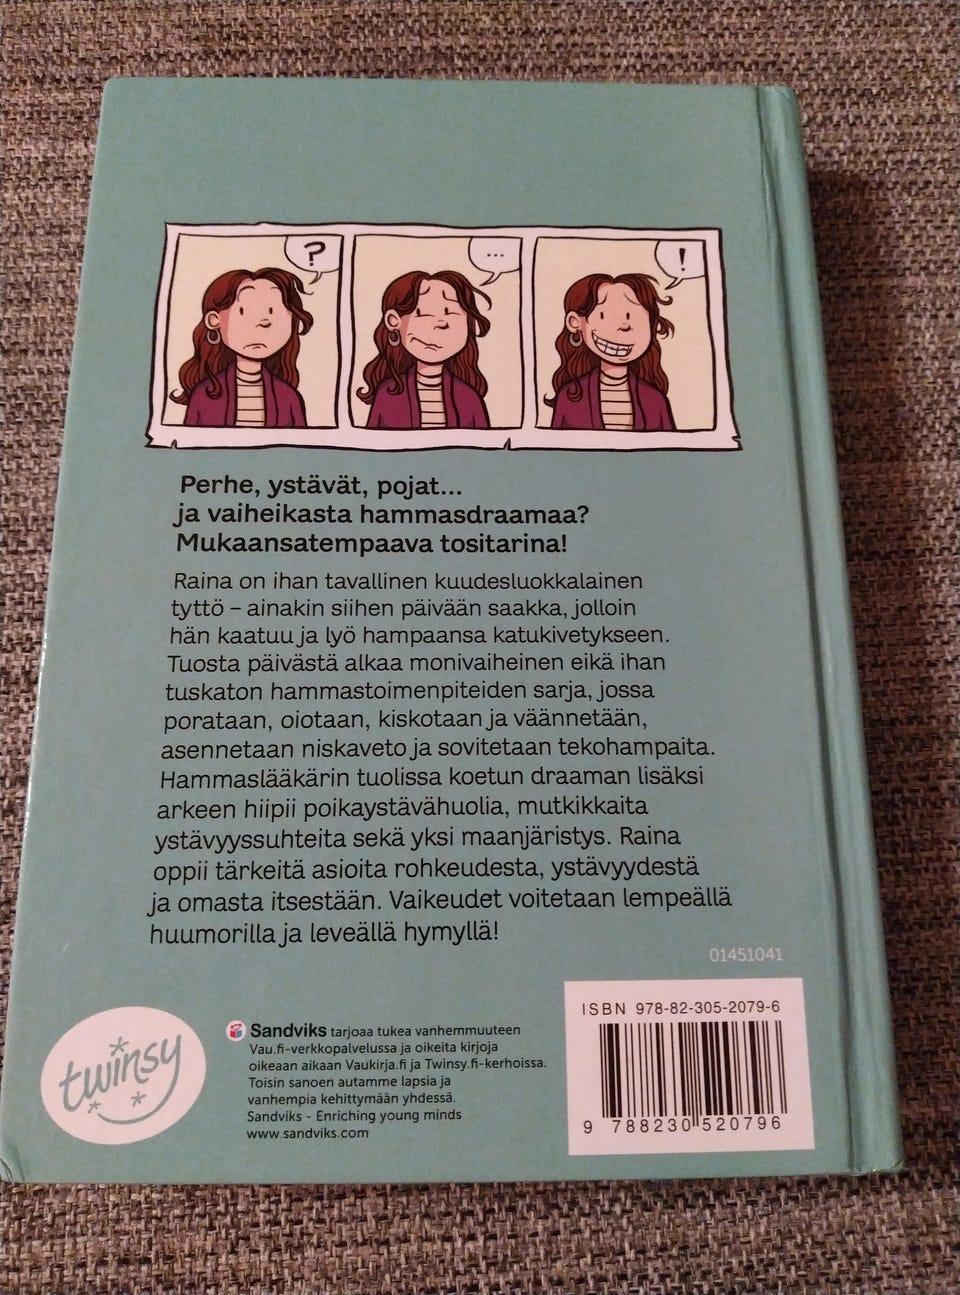 ?
...
!
Perhe, ystävät, pojat...
ja vaiheikasta hammasdraamaa?
Mukaansatempaava tositarina!
Raina on ihan tavallinen kuudesluokkalainen
tyttö – ainakin siihen päivään saakka, jolloin
hän kaatuu ja lyö hampaansa katukivetykseen.
Tuosta päivästä alkaa monivaiheinen eikä ihan
tuskaton hammastoimenpiteiden sarja, jossa
porataan, oiotaan, kiskotaan ja väännetään,
asennetaan niskaveto ja sovitetaan tekohampaita.
Hammaslääkärin tuolissa koetun draaman lisäksi
arkeen hiipii poikaystävähuolia, mutkikkaita
ystävyyssuhteita sekä yksi maanjäristys. Raina
oppii tärkeitä asioita rohkeudesta, ystävyydestä
ja omasta itsestään. Vaikeudet voitetaan lempeällä
huumorilla ja leveällä hymyllä!
01451041
twinsy
Sandviks tarjoaa tukea vanhemmuuteen
Vau.fi-verkkopalvelussa ja oikeita kirjoja
oikeaan aikaan Vaukirja.fi ja Twinsy.fi-kerhoissa.
Toisin sanoen autamme lapsia ja
vanhempia kehittymään yhdessä.
Sandviks - Enriching young minds
www.sandviks.com
ISBN 978-82-305-2079-6
9 788230 520796